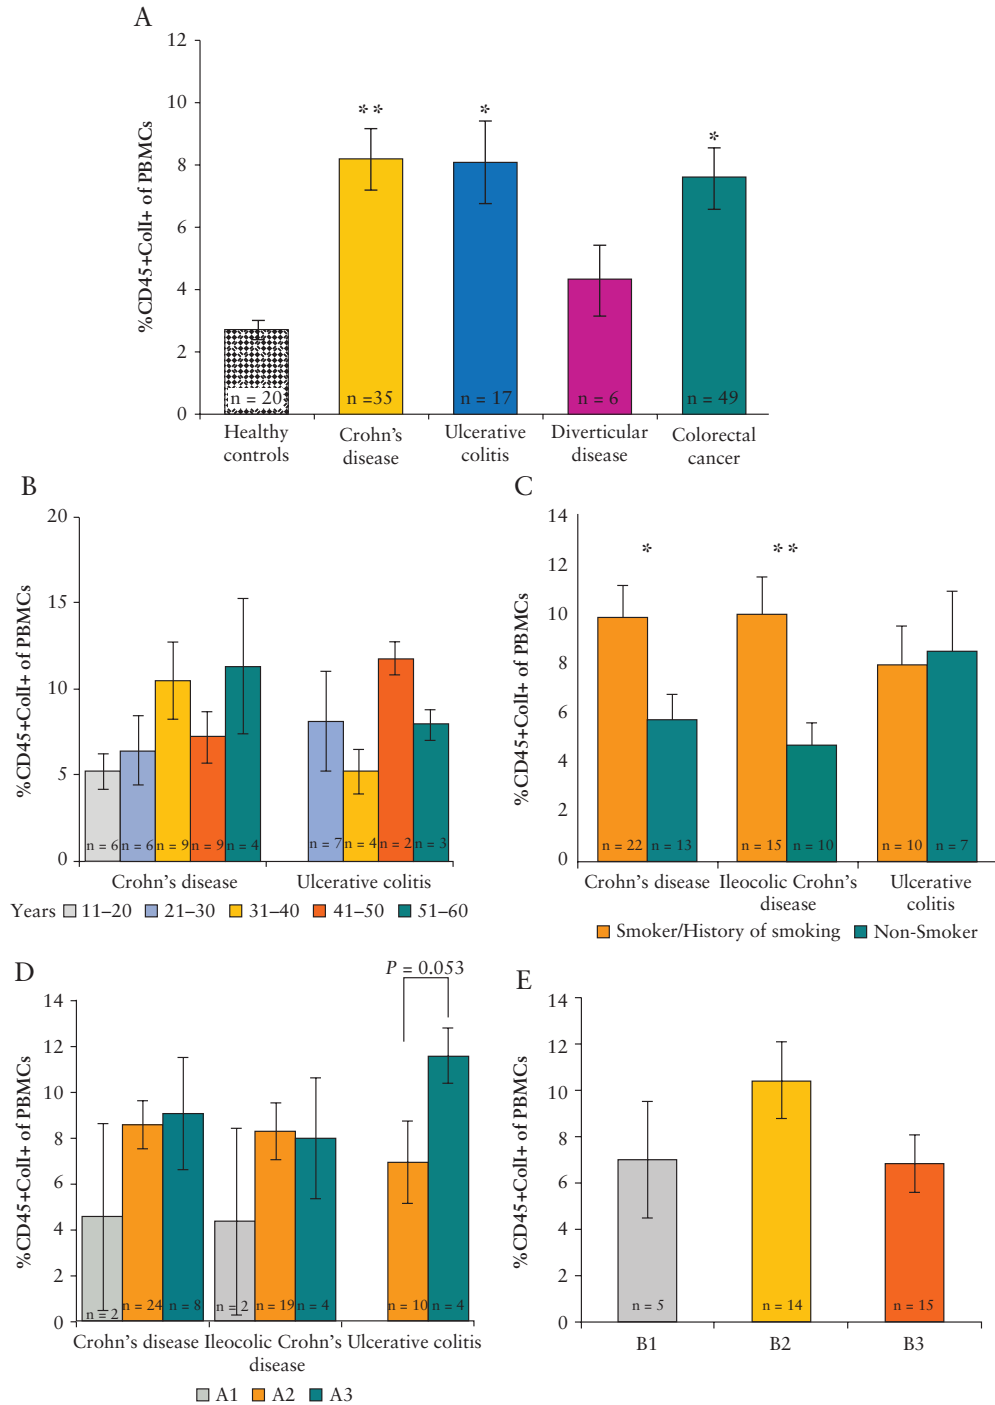 A
%CD45+ColI+ of PBMCs
12
10
8
6
4
2
0
** * *
n = 20 n =35 n = 17 n = 6 n = 49
Healthy controls
Crohn's disease
Ulcerative colitis
Diverticular disease
Colorectal cancer
B
%CD45+ColI+ of PBMCs
20
15
10
5
0
n = 6 n = 6 n = 9 n = 9 n = 4 n = 7 n = 4 n = 2 n = 3
Crohn's disease Ulcerative colitis
Years 11–20 21–30 31–40 41–50 51–60
C
%CD45+ColI+ of PBMCs
14
12
10
8
6
4
2
0
* **
n = 22 n = 13 n = 15 n = 10 n = 10 n = 7
Crohn's disease
Ileocolic Crohn's disease
Ulcerative colitis
Smoker/History of smoking Non-Smoker
D
%CD45+ColI+ of PBMCs
14
12
10
8
6
4
2
0
P = 0.053
n = 2 n = 24 n = 8 n = 2 n = 19 n = 4 n = 10 n = 4
Crohn's disease
Ileocolic Crohn's disease
Ulcerative colitis
A1 A2 A3
E
%CD45+ColI+ of PBMCs
14
12
10
8
6
4
2
0
n = 5 n = 14 n = 15
B1 B2 B3